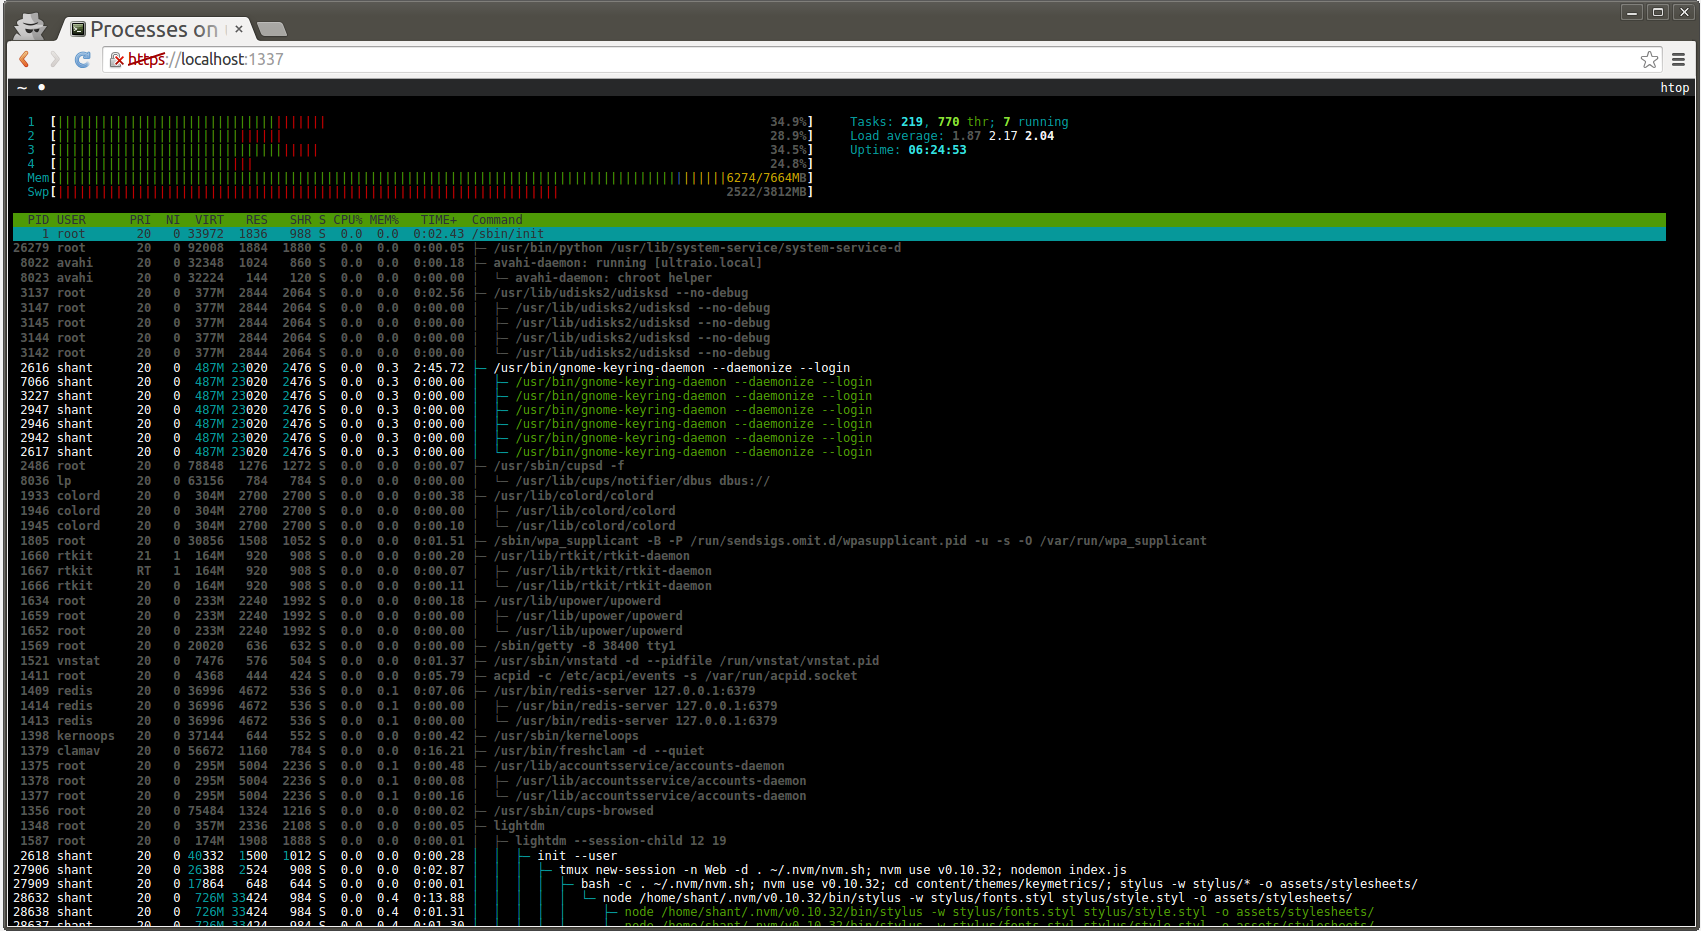 Processes on
https://localhost:1337
~ htop
1 [ 34.9%] Tasks: 219, 770 thr; 7 running
2 [ 28.9%] Load average: 1.87 2.17 2.04
3 [ 34.5%] Uptime: 06:24:53
4 [ 24.8%]
Mem[ 6274/7664MB]
Swp[ 2522/3812MB]
PID USER PRI NI VIRT RES SHR S CPU% MEM% TIME+ Command
1 root 20 0 33972 1836 988 S 0.0 0.0 0:02.43 /sbin/init
26279 root 20 0 92008 1884 1880 S 0.0 0.0 0:00.05 ├─ /usr/bin/python /usr/lib/system-service/system-service-d
8022 avahi 20 0 32348 1024 860 S 0.0 0.0 0:00.18 ├─ avahi-daemon: running [ultraio.local]
8023 avahi 20 0 32224 144 120 S 0.0 0.0 0:00.00 │ └─ avahi-daemon: chroot helper
3137 root 20 0 377M 2844 2064 S 0.0 0.0 0:02.56 ├─ /usr/lib/udisks2/udisksd --no-debug
3147 root 20 0 377M 2844 2064 S 0.0 0.0 0:00.00 │ ├─ /usr/lib/udisks2/udisksd --no-debug
3145 root 20 0 377M 2844 2064 S 0.0 0.0 0:00.00 │ ├─ /usr/lib/udisks2/udisksd --no-debug
3144 root 20 0 377M 2844 2064 S 0.0 0.0 0:00.00 │ ├─ /usr/lib/udisks2/udisksd --no-debug
3142 root 20 0 377M 2844 2064 S 0.0 0.0 0:00.00 │ └─ /usr/lib/udisks2/udisksd --no-debug
2616 shant 20 0 487M 23020 2476 S 0.0 0.3 2:45.72 ├─ /usr/bin/gnome-keyring-daemon --daemonize --login
7066 shant 20 0 487M 23020 2476 S 0.0 0.3 0:00.00 │ ├─ /usr/bin/gnome-keyring-daemon --daemonize --login
3227 shant 20 0 487M 23020 2476 S 0.0 0.3 0:00.00 │ ├─ /usr/bin/gnome-keyring-daemon --daemonize --login
2947 shant 20 0 487M 23020 2476 S 0.0 0.3 0:00.00 │ ├─ /usr/bin/gnome-keyring-daemon --daemonize --login
2946 shant 20 0 487M 23020 2476 S 0.0 0.3 0:00.00 │ ├─ /usr/bin/gnome-keyring-daemon --daemonize --login
2942 shant 20 0 487M 23020 2476 S 0.0 0.3 0:00.00 │ ├─ /usr/bin/gnome-keyring-daemon --daemonize --login
2617 shant 20 0 487M 23020 2476 S 0.0 0.3 0:00.00 │ └─ /usr/bin/gnome-keyring-daemon --daemonize --login
2486 root 20 0 78848 1276 1272 S 0.0 0.0 0:00.07 ├─ /usr/sbin/cupsd -f
8036 lp 20 0 63156 784 784 S 0.0 0.0 0:00.00 │ └─ /usr/lib/cups/notifier/dbus dbus://
1933 colord 20 0 304M 2700 2700 S 0.0 0.0 0:00.38 ├─ /usr/lib/colord/colord
1946 colord 20 0 304M 2700 2700 S 0.0 0.0 0:00.00 │ ├─ /usr/lib/colord/colord
1945 colord 20 0 304M 2700 2700 S 0.0 0.0 0:00.10 │ └─ /usr/lib/colord/colord
1805 root 20 0 30856 1508 1052 S 0.0 0.0 0:01.51 ├─ /sbin/wpa_supplicant -B -P /run/sendsigs.omit.d/wpasupplicant.pid -u -s -O /var/run/wpa_supplicant
1660 rtkit 21 1 164M 920 908 S 0.0 0.0 0:00.20 ├─ /usr/lib/rtkit/rtkit-daemon
1667 rtkit RT 1 164M 920 908 S 0.0 0.0 0:00.07 │ ├─ /usr/lib/rtkit/rtkit-daemon
1666 rtkit 20 0 164M 920 908 S 0.0 0.0 0:00.11 │ └─ /usr/lib/rtkit/rtkit-daemon
1634 root 20 0 233M 2240 1992 S 0.0 0.0 0:00.18 ├─ /usr/lib/upower/upowerd
1659 root 20 0 233M 2240 1992 S 0.0 0.0 0:00.00 │ ├─ /usr/lib/upower/upowerd
1652 root 20 0 233M 2240 1992 S 0.0 0.0 0:00.00 │ └─ /usr/lib/upower/upowerd
1569 root 20 0 20020 636 632 S 0.0 0.0 0:00.00 ├─ /sbin/getty -8 38400 tty1
1521 vnstat 20 0 7476 576 504 S 0.0 0.0 0:01.37 ├─ /usr/sbin/vnstatd -d --pidfile /run/vnstat/vnstat.pid
1411 root 20 0 4368 444 424 S 0.0 0.0 0:05.79 ├─ acpid -c /etc/acpi/events -s /var/run/acpid.socket
1409 redis 20 0 36996 4672 536 S 0.0 0.1 0:07.06 ├─ /usr/bin/redis-server 127.0.0.1:6379
1414 redis 20 0 36996 4672 536 S 0.0 0.1 0:00.00 │ ├─ /usr/bin/redis-server 127.0.0.1:6379
1413 redis 20 0 36996 4672 536 S 0.0 0.1 0:00.00 │ └─ /usr/bin/redis-server 127.0.0.1:6379
1398 kernoops 20 0 37144 644 552 S 0.0 0.0 0:00.42 ├─ /usr/sbin/kerneloops
1379 clamav 20 0 56672 1160 784 S 0.0 0.0 0:16.21 ├─ /usr/bin/freshclam -d --quiet
1375 root 20 0 295M 5004 2236 S 0.0 0.1 0:00.48 ├─ /usr/lib/accountsservice/accounts-daemon
1378 root 20 0 295M 5004 2236 S 0.0 0.1 0:00.08 │ ├─ /usr/lib/accountsservice/accounts-daemon
1377 root 20 0 295M 5004 2236 S 0.0 0.1 0:00.16 │ └─ /usr/lib/accountsservice/accounts-daemon
1356 root 20 0 75484 1324 1216 S 0.0 0.0 0:00.02 ├─ /usr/sbin/cups-browsed
1348 root 20 0 357M 2336 2108 S 0.0 0.0 0:00.05 ├─ lightdm
1587 root 20 0 174M 1908 1888 S 0.0 0.0 0:00.01 │ ├─ lightdm --session-child 12 19
2618 shant 20 0 40332 1500 1012 S 0.0 0.0 0:00.28 │ │ ├─ init --user
27906 shant 20 0 26388 2524 908 S 0.0 0.0 0:02.87 │ │ │ ├─ tmux new-session -n Web -d . ~/.nvm/nvm.sh; nvm use v0.10.32; nodemon index.js
27909 shant 20 0 17864 648 644 S 0.0 0.0 0:00.01 │ │ │ │ ├─ bash -c . ~/.nvm/nvm.sh; nvm use v0.10.32; cd content/themes/keymetrics/; stylus -w stylus/* -o assets/stylesheets/
28632 shant 20 0 726M 33424 984 S 0.0 0.4 0:13.88 │ │ │ │ │ └─ node /home/shant/.nvm/v0.10.32/bin/stylus -w stylus/fonts.styl stylus/style.styl -o assets/stylesheets/
28638 shant 20 0 726M 33424 984 S 0.0 0.4 0:01.31 │ │ │ │ │ ├─ node /home/shant/.nvm/v0.10.32/bin/stylus -w stylus/fonts.styl stylus/style.styl -o assets/stylesheets/
28637 shant 20 0 726M 33424 984 S 0.0 0.4 0:01.30 │ │ │ │ │ ├─ node /home/shant/.nvm/v0.10.32/bin/stylus -w stylus/fonts.styl stylus/style.styl -o assets/stylesheets/